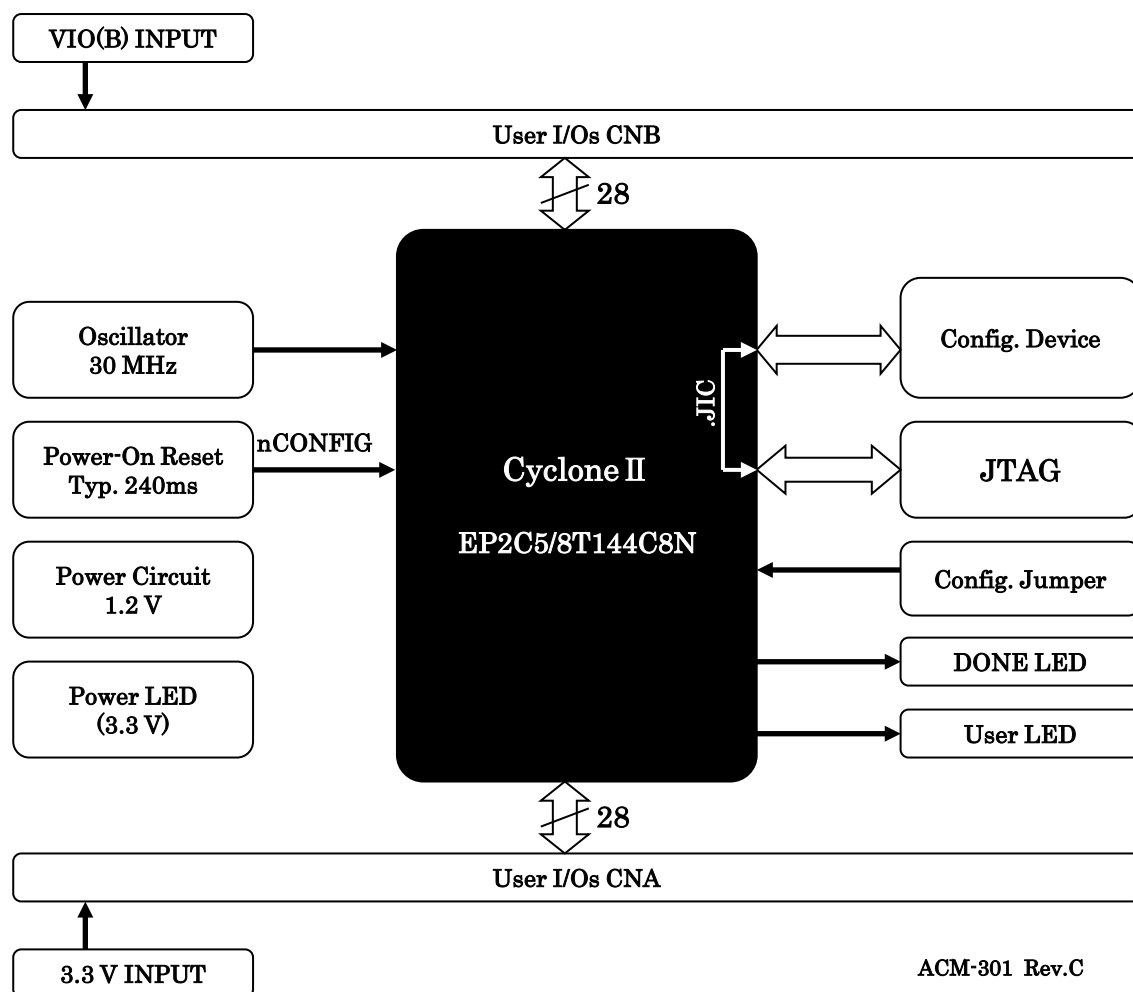 VIO(B) INPUT
User I/Os CNB
28
Oscillator
30 MHz
Config. Device
.JIC
nCONFIG
Power-On Reset
Typ. 240ms
Cyclone II
JTAG
EP2C5/8T144C8N
Power Circuit
1.2 V
Config. Jumper
DONE LED
Power LED
(3.3 V)
User LED
28
User I/Os CNA
3.3 V INPUT
ACM-301 Rev.C